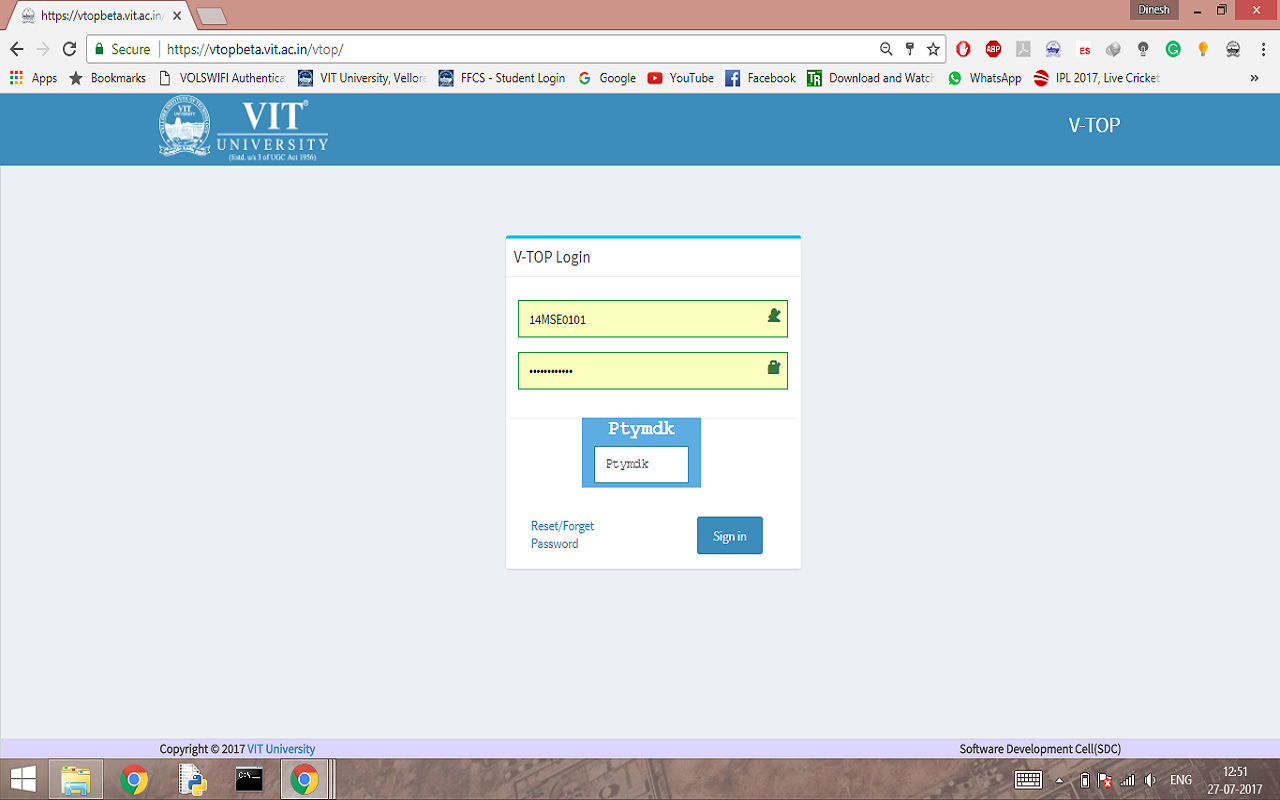 https://vtopbeta.vit.ac.in/
Dinesh
Secure
https://vtopbeta.vit.ac.in/vtop/
ABP
ES
Apps
Bookmarks
VOLSWIFI Authentica
VIT University, Vellore
FFCS - Student Login
Google
YouTube
Facebook
Download and Watch
WhatsApp
IPL 2017, Live Cricket
VIT
UNIVERSITY
(Estd. u/s 3 of UGC Act 1956)
V-TOP
V-TOP Login
14MSE0101
Ptymdk
Ptymdk
Reset/Forget
Password
Sign in
Copyright © 2017 VIT University
Software Development Cell(SDC)
ENG
12:51
27-07-2017